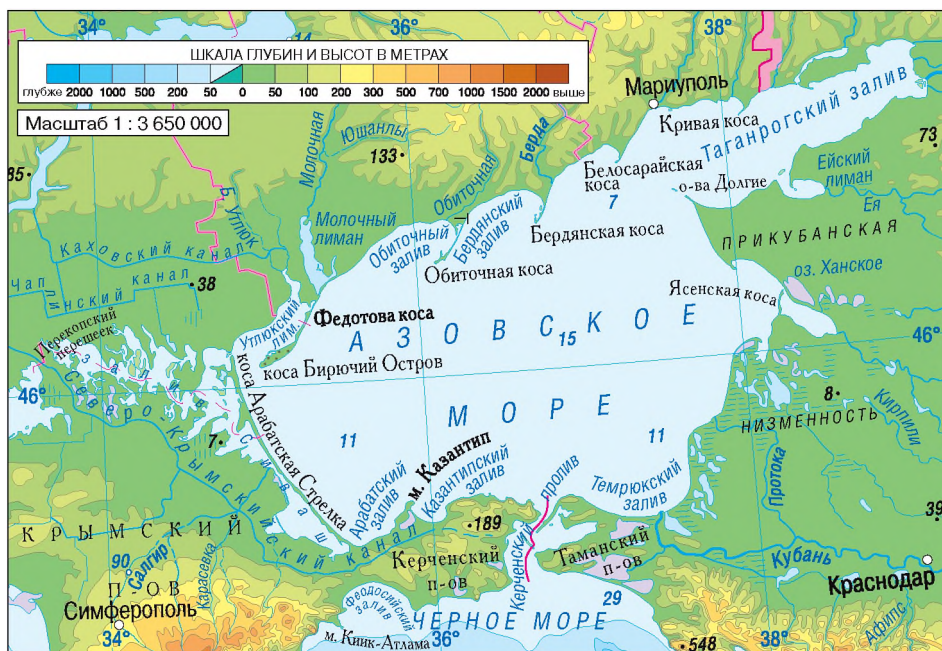 34°
36°
38°
ШКАЛА ГЛУБИН И ВЫСОТ В МЕТРАХ
глубже 2000 1000 500 200 50 0 50 100 200 300 500 700 1000 1500 2000 выше
Масштаб 1 : 3 650 000
Мариуполь
Кривая коса
Таганрогский залив
73
85
Молочная
Юшанлы
133
Обиточная
Берда
Белосарайская
коса
7
о-ва Долгие
Ейский
лиман
Ея
Б. Утлюк
Молочный
лиман
Обиточный
залив
Бердянский
залив
Бердянская коса
Обиточная коса
ПРИКУБАНСКАЯ
оз. Ханское
Каховский канал
Чаплинский канал
38
Ясенская коса
Перекопский
перешеек
Утлюкский
лим.
Федотова коса
АЗОВСКОЕ
15
коса Бирючий Остров
46°
46°
залив Сиваш
Северо-Крымский канал
коса Арабатская Стрелка
МОРЕ
8
НИЗМЕННОСТЬ
Кирпили
7
11
11
м. Казантип
Арабатский
залив
Казантипский
залив
Темрюкский
залив
Протока
КРЫМСКИЙ
П-ОВ
189
Керченский пролив
39
90
Салгир
Карасевка
Керченский
п-ов
Таманский
п-ов
Кубань
Краснодар
Симферополь
Феодосийский
залив
29
ЧЕРНОЕ МОРЕ
м. Киик-Атлама
548
Афипс
34°
36°
38°